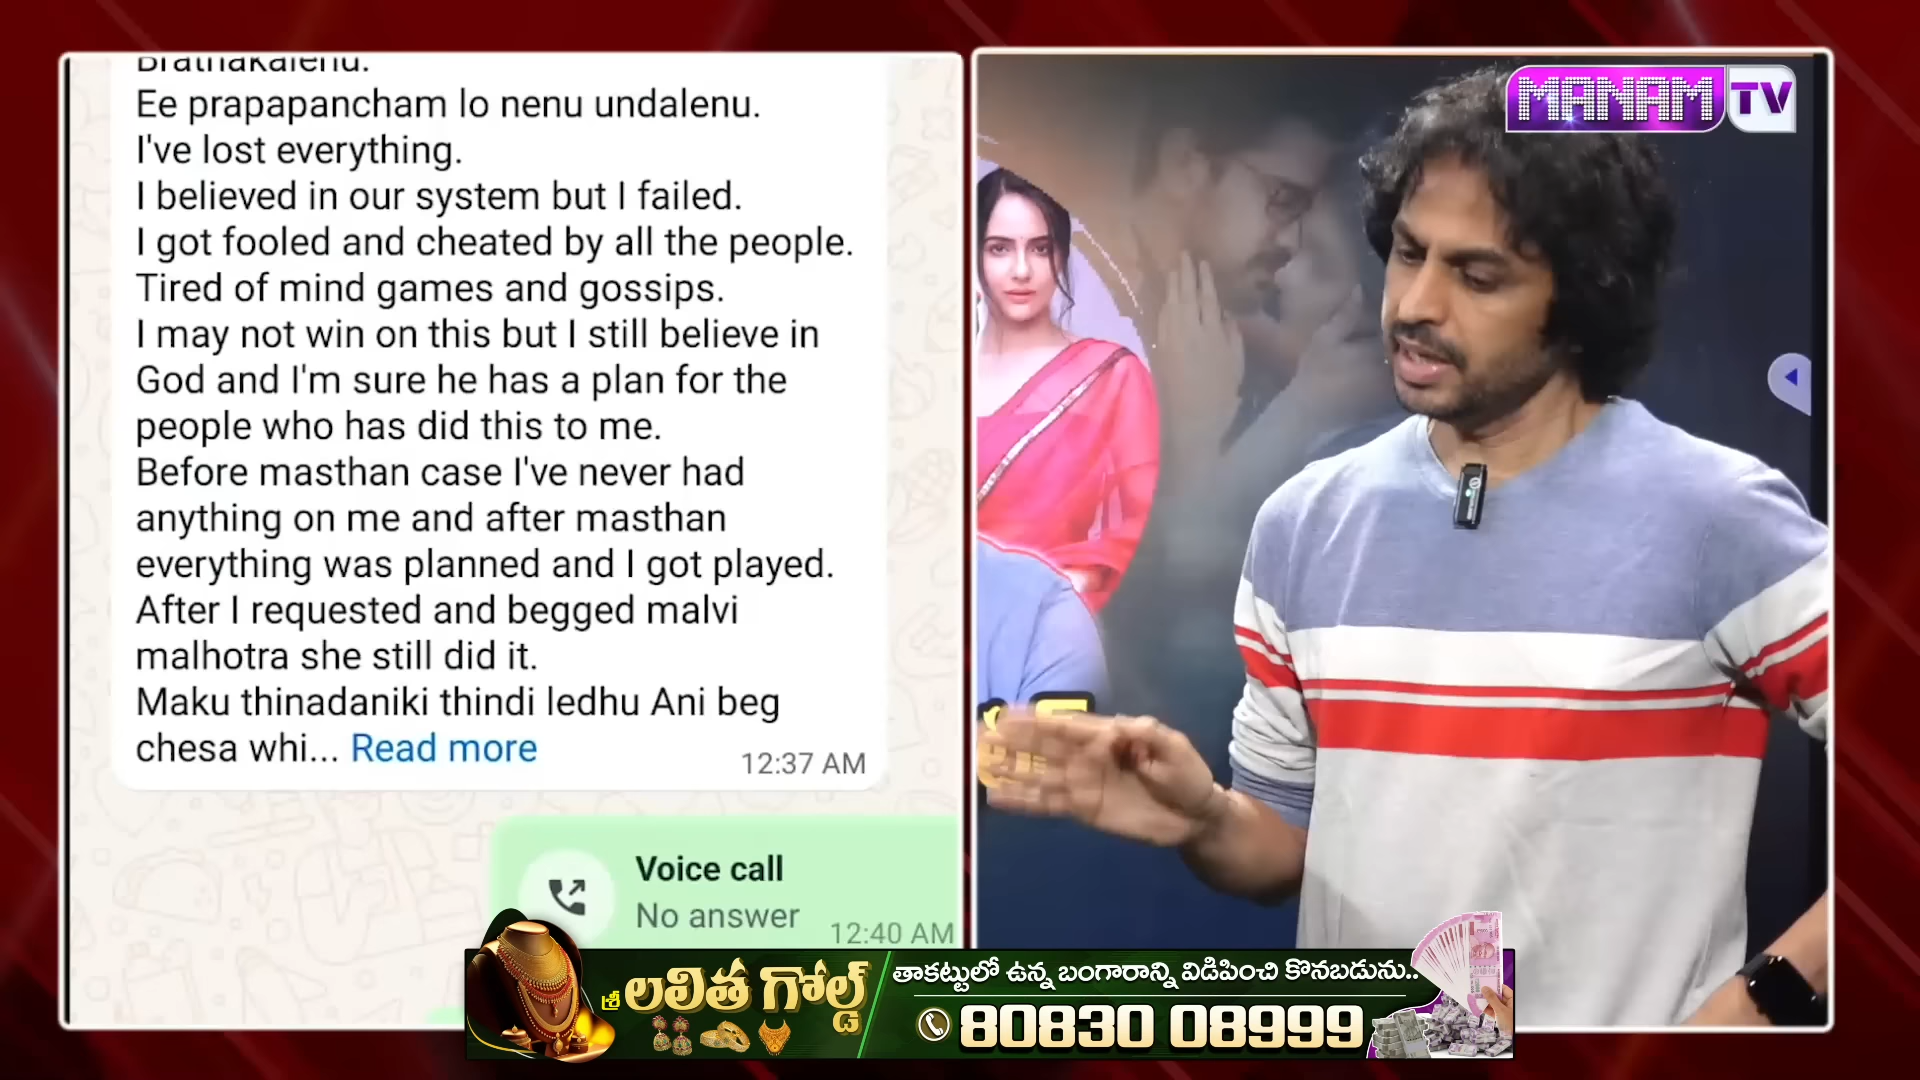 Brathakalenu.
Ee prapapancham lo nenu undalenu.
I've lost everything.
I believed in our system but I failed.
I got fooled and cheated by all the people.
Tired of mind games and gossips.
I may not win on this but I still believe in
God and I'm sure he has a plan for the
people who has did this to me.
Before masthan case I've never had
anything on me and after masthan
everything was planned and I got played.
After I requested and begged malvi
malhotra she still did it.
Maku thinadaniki thindi ledhu Ani beg
chesa whi... Read more
12:37 AM
Voice call
No answer
12:40 AM
MANAM TV
శ్రీ లలిత గోల్డ్
తాకట్టులో ఉన్న బంగారాన్ని విడిపించి కొనబడును..
80830 08999